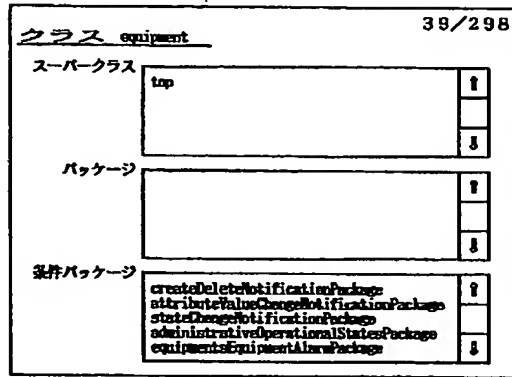 39/298
クラス equipment
スーパークラス
top
パッケージ
条件パッケージ
createDeleteNotificationPackage
attributeValueChangeNotificationPackage
stateChangeNotificationPackage
administrativeOperationalStatesPackage
equipmentsEquipmentAlarmPackage